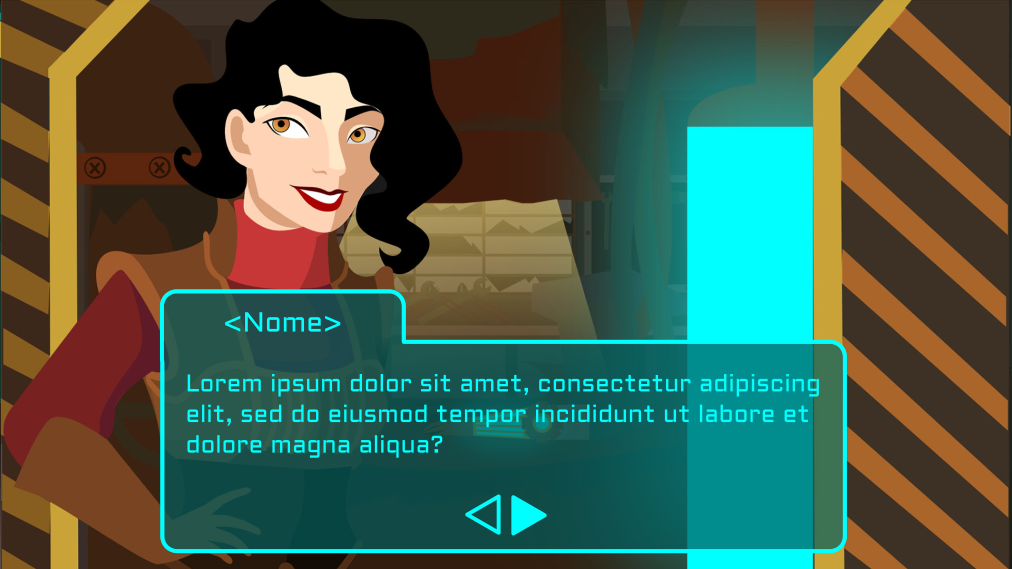 <Nome>
Lorem ipsum dolor sit amet, consectetur adipiscing
elit, sed do eiusmod tempor incididunt ut labore et
dolore magna aliqua?